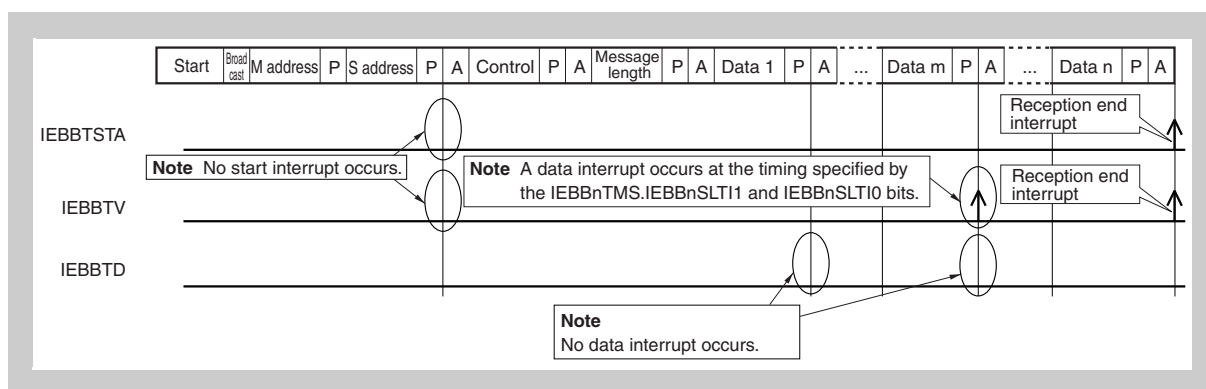 Start Broad cast M address P S address P A Control P A Message length P A Data 1 P A ... Data m P A ... Data n P A
Reception end
interrupt
IEBBTSTA
Note No start interrupt occurs.
Note A data interrupt occurs at the timing specified by
the IEBBnTMS.IEBBnSLTI1 and IEBBnSLTI0 bits.
Reception end
interrupt
IEBBTV
IEBBTD
Note
No data interrupt occurs.